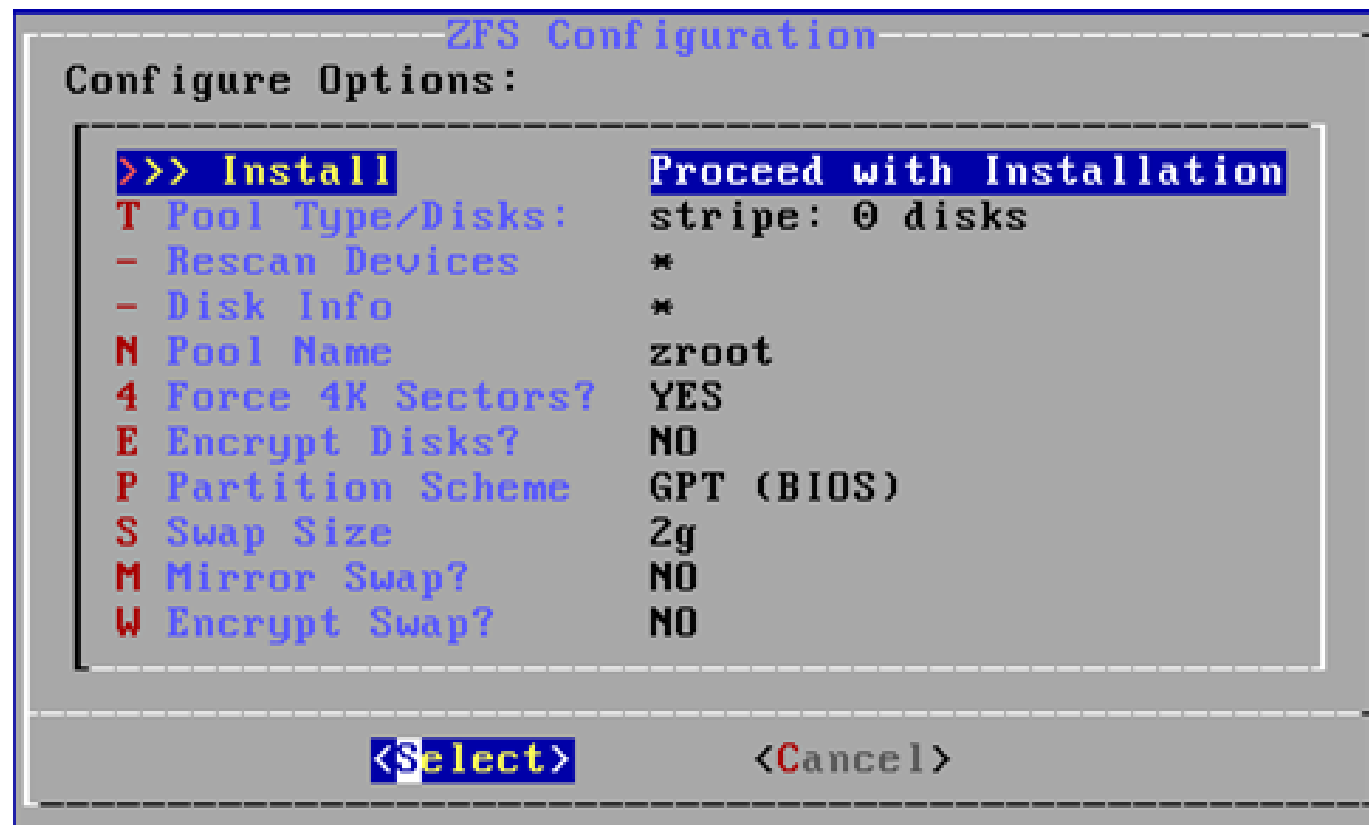 ZFS Configuration
Configure Options:
>>> Install Proceed with Installation
T Pool Type/Disks: stripe: 0 disks
- Rescan Devices *
- Disk Info *
N Pool Name zroot
4 Force 4K Sectors? YES
E Encrypt Disks? NO
P Partition Scheme GPT (BIOS)
S Swap Size 2g
M Mirror Swap? NO
W Encrypt Swap? NO
<Select> <Cancel>